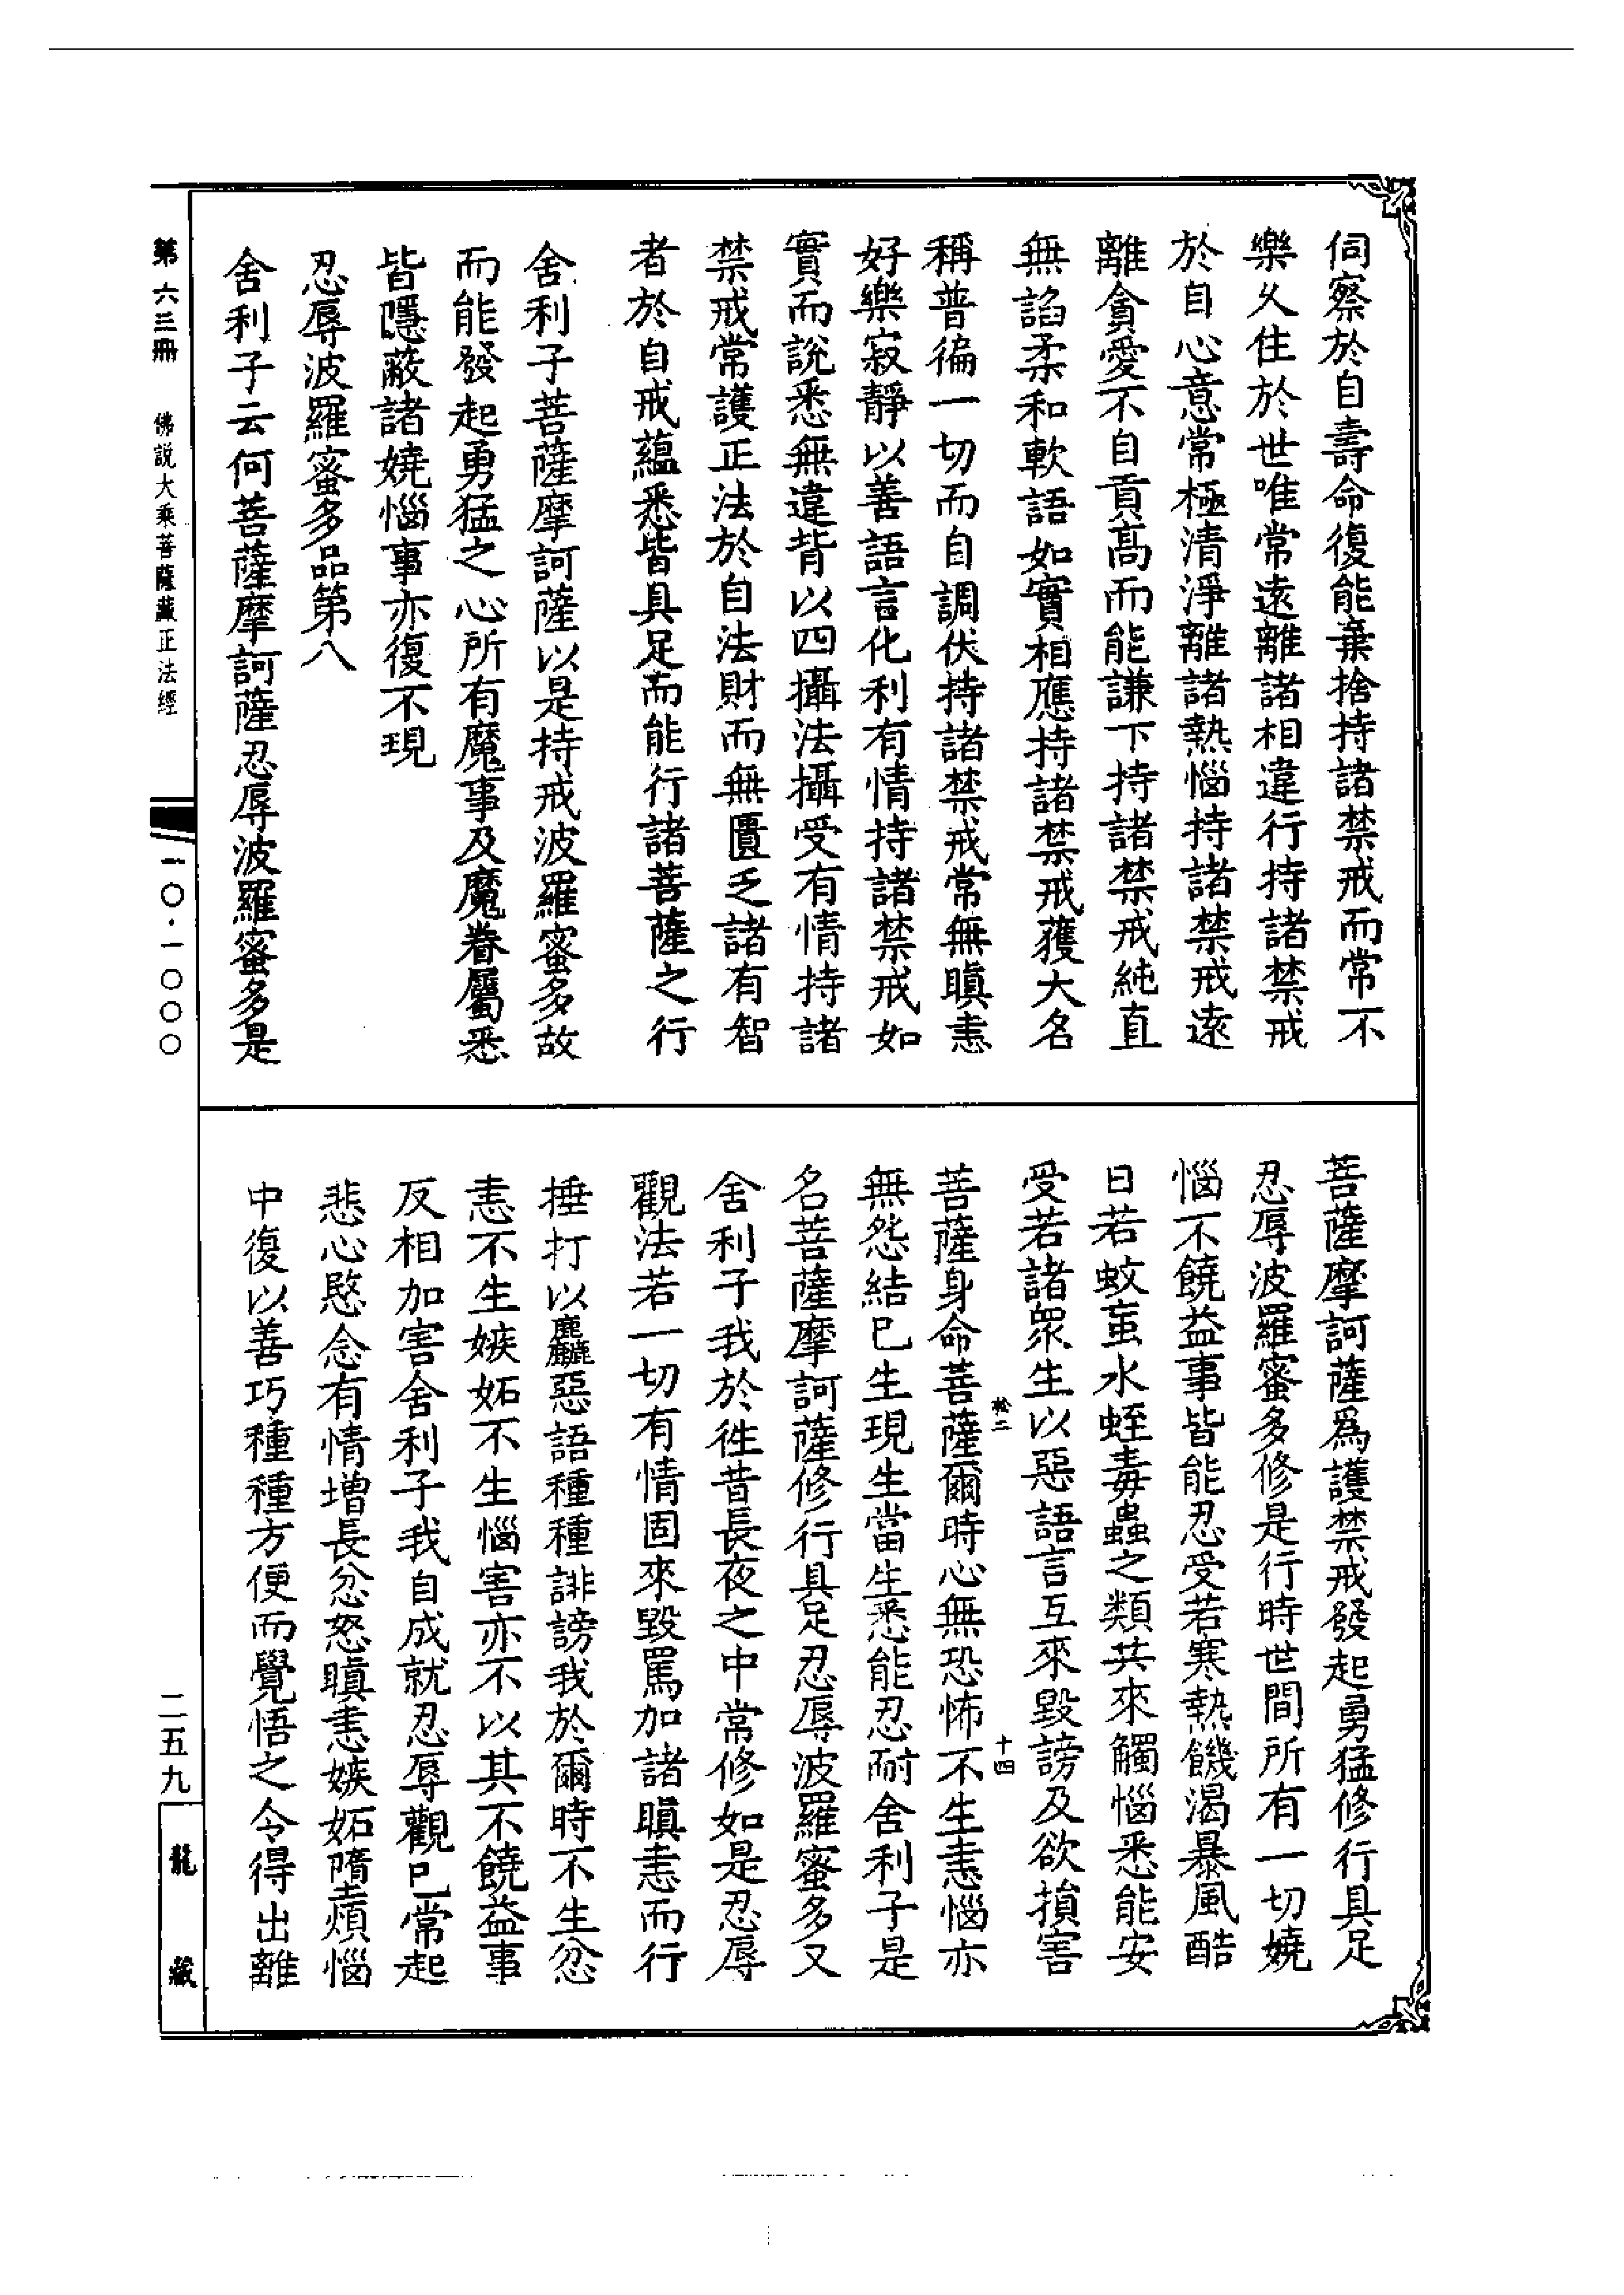 伺察於自壽命復能棄捨持諸禁戒而常不
樂久住於世唯常遠離諸相違行持諸禁戒
於自心意常極清淨離諸熱惱持諸禁戒遠
離貪愛不自貢高而能謙下持諸禁戒純直
無諂柔和軟語如實相應持諸禁戒獲大名
稱普徧一切而自調伏持諸禁戒常無瞋恚
好樂寂靜以善語言化利有情持諸禁戒如
實而說悉無違背以四攝法攝受有情持諸
禁戒常護正法於自法財而無匱乏諸有智
者於自戒蘊悉皆具足而能行諸菩薩之行
舍利子菩薩摩訶薩以是持戒波羅蜜多故
而能發起勇猛之心所有魔事及魔眷屬悉
皆隱蔽諸嬈惱事亦復不現
忍辱波羅蜜多品第八
舍利子云何菩薩摩訶薩忍辱波羅蜜多是
菩薩摩訶薩爲護禁戒發起勇猛修行具足
忍辱波羅蜜多修是行時世間所有一切嬈
惱不饒益事皆能忍受若寒熱饑渴暴風酷
日若蚊䖟水蛭毒蟲之類共來觸惱悉能安
受若諸衆生以惡語言互來毀謗及欲損害
菩薩身命菩薩爾時心無恐怖不生恚惱亦
無怨結已生現生當生悉能忍耐舍利子是
名菩薩摩訶薩修行具足忍辱波羅蜜多又
舍利子我於徃昔長夜之中常修如是忍辱
觀法若一切有情固來毀罵加諸瞋恚而行
捶打以麤惡語種種誹謗我於爾時不生忿
恚不生嫉妬不生惱害亦不以其不饒益事
反相加害舍利子我自成就忍辱觀已常起
悲心愍念有情增長忿怒瞋恚嫉妬隨煩惱
中復以善巧種種方便而覺悟之令得出離
第六三冊
佛説大乘菩薩藏正法經
一〇·一〇〇〇
二五九
龍藏
十四